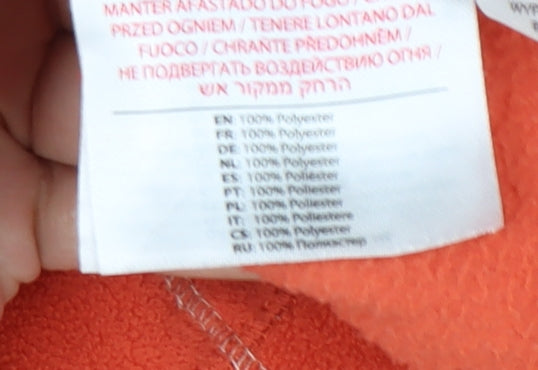 MANTER AFASTADO DO FOGO /
PRZED OGNIEM / TENERE LONTANO DAL
FUOCO / CHRANTE PŘEDOHNĚM /
НЕ ПОДВЕРГАТЬ ВОЗДЕЙСТВИЮ ОГНЯ /
הרחק ממקור אש
EN: 100% Polyester
FR: 100% Polyester
DE: 100% Polyester
NL: 100% Polyester
ES: 100% Poliester
PT: 100% Poliester
PL: 100% Poliester
IT: 100% Poliestere
CS: 100% Polyester
RU: 100% Полиэстер